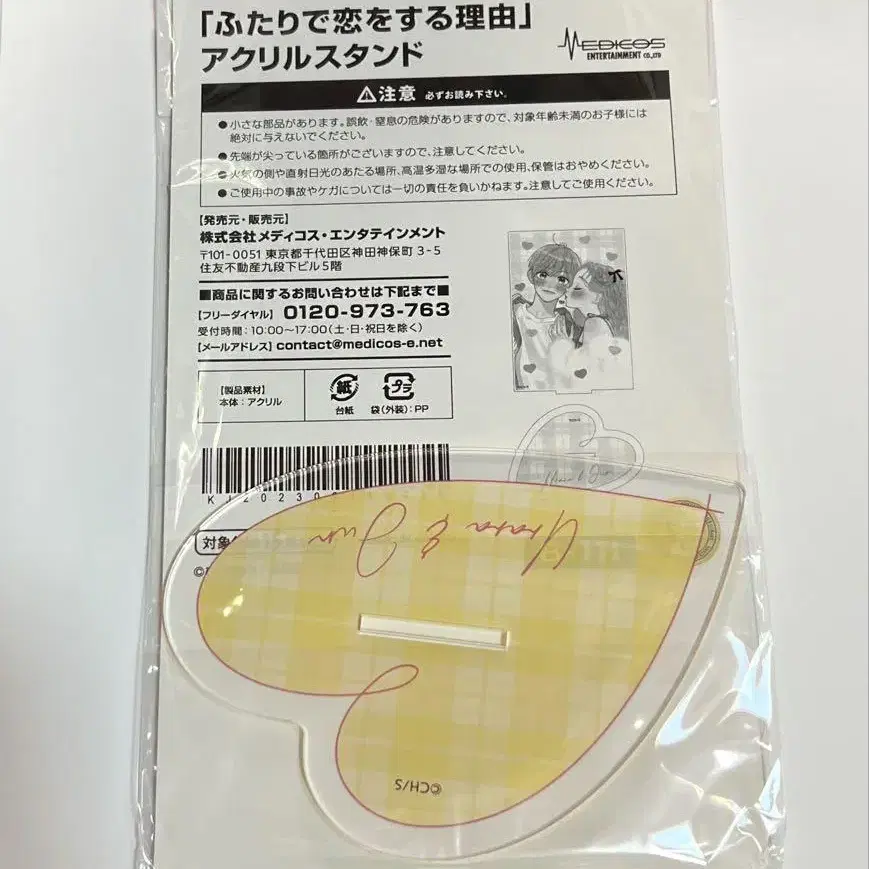 「ふたりで恋をする理由」
アクリルスタンド
MEDICOS
ENTERTAINMENT CO.,LTD
⚠注意 必ずお読み下さい。
●小さな部品があります。誤飲・窒息の危険がありますので、対象年齢未満のお子様には
絶対に与えないでください。
●先端が尖っている箇所がございますので、注意してください。
●火気の側や直射日光のあたる場所、高温多湿な場所での使用、保管はおやめください。
●ご使用中の事故やケガについては一切の責任を負いかねます。注意してご使用ください。
【発売元・販売元】
株式会社メディコス・エンタテインメント
〒101-0051 東京都千代田区神田神保町 3-5
住友不動産九段下ビル5階
■商品に関するお問い合わせは下記まで■
【フリーダイヤル】 0120-973-763
受付時間:10:00〜17:00(土・日・祝日を除く)
【メールアドレス】contact@medicos-e.net
【製品素材】
本体:アクリル
紙
台紙
プラ
袋(外装):PP
Urara & Jun
KJ20230
対象
©
Urara & Jun
©CH/S